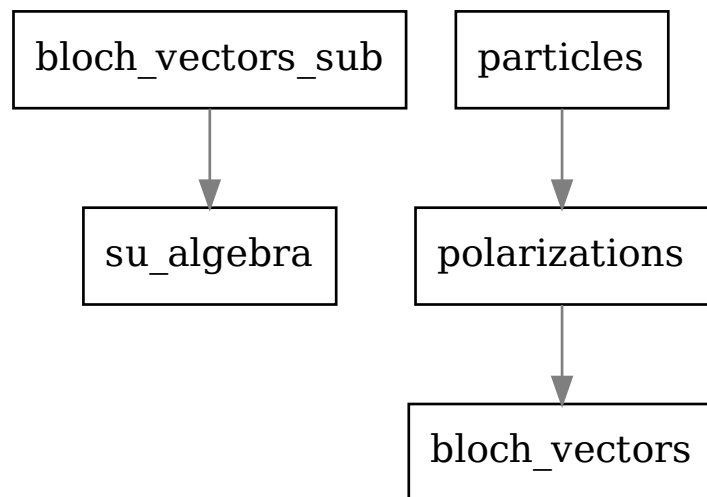 bloch_vectors_sub
particles
su_algebra
polarizations
bloch_vectors